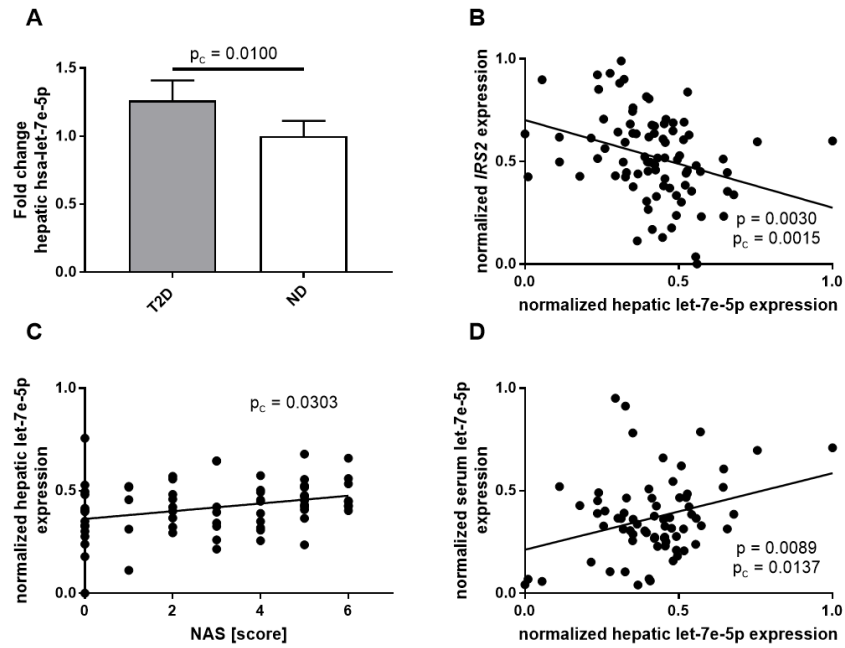 A
p_C = 0.0100
Fold change
hepatic hsa-let-7e-5p
1.5
1.0
0.5
0.0
T2D
ND
B
normalized IRS2 expression
1.0
0.5
0.0
p = 0.0030
p_C = 0.0015
0.0
0.5
1.0
normalized hepatic let-7e-5p expression
C
normalized hepatic let-7e-5p
expression
1.0
0.5
0.0
p_C = 0.0303
0
2
4
6
NAS [score]
D
normalized serum let-7e-5p
expression
1.0
0.5
0.0
p = 0.0089
p_C = 0.0137
0.0
0.5
1.0
normalized hepatic let-7e-5p expression